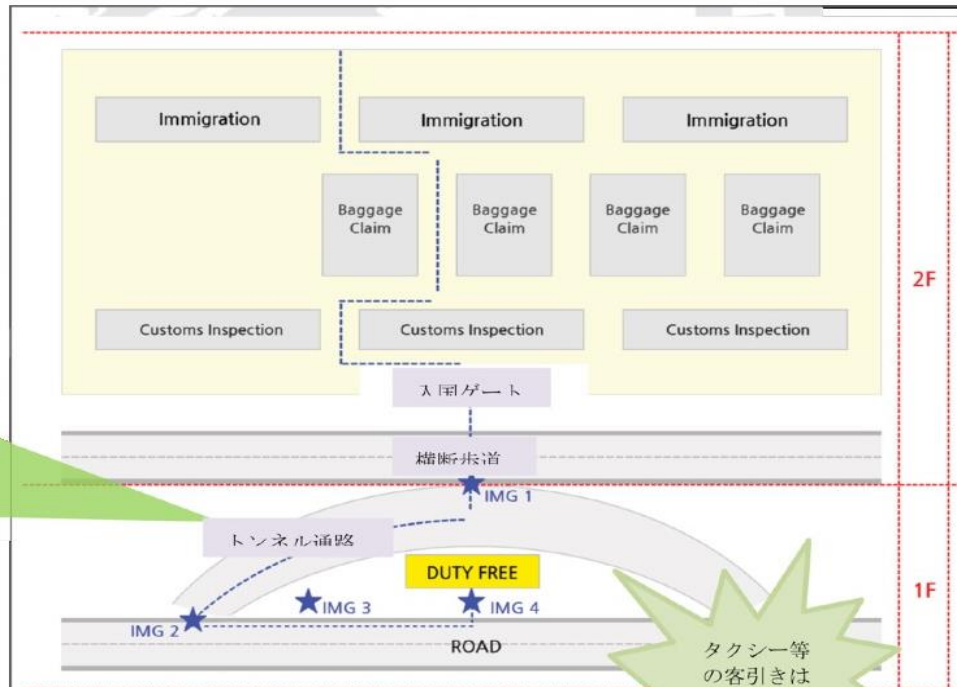 Immigration
Immigration
Immigration
Baggage
Claim
Baggage
Claim
Baggage
Claim
Baggage
Claim
2F
Customs Inspection
Customs Inspection
Customs Inspection
入国ゲート
横断歩道
IMG 1
トンネル通路
DUTY FREE
IMG 2
IMG 3
IMG 4
1F
ROAD
タクシー等
の客引きは